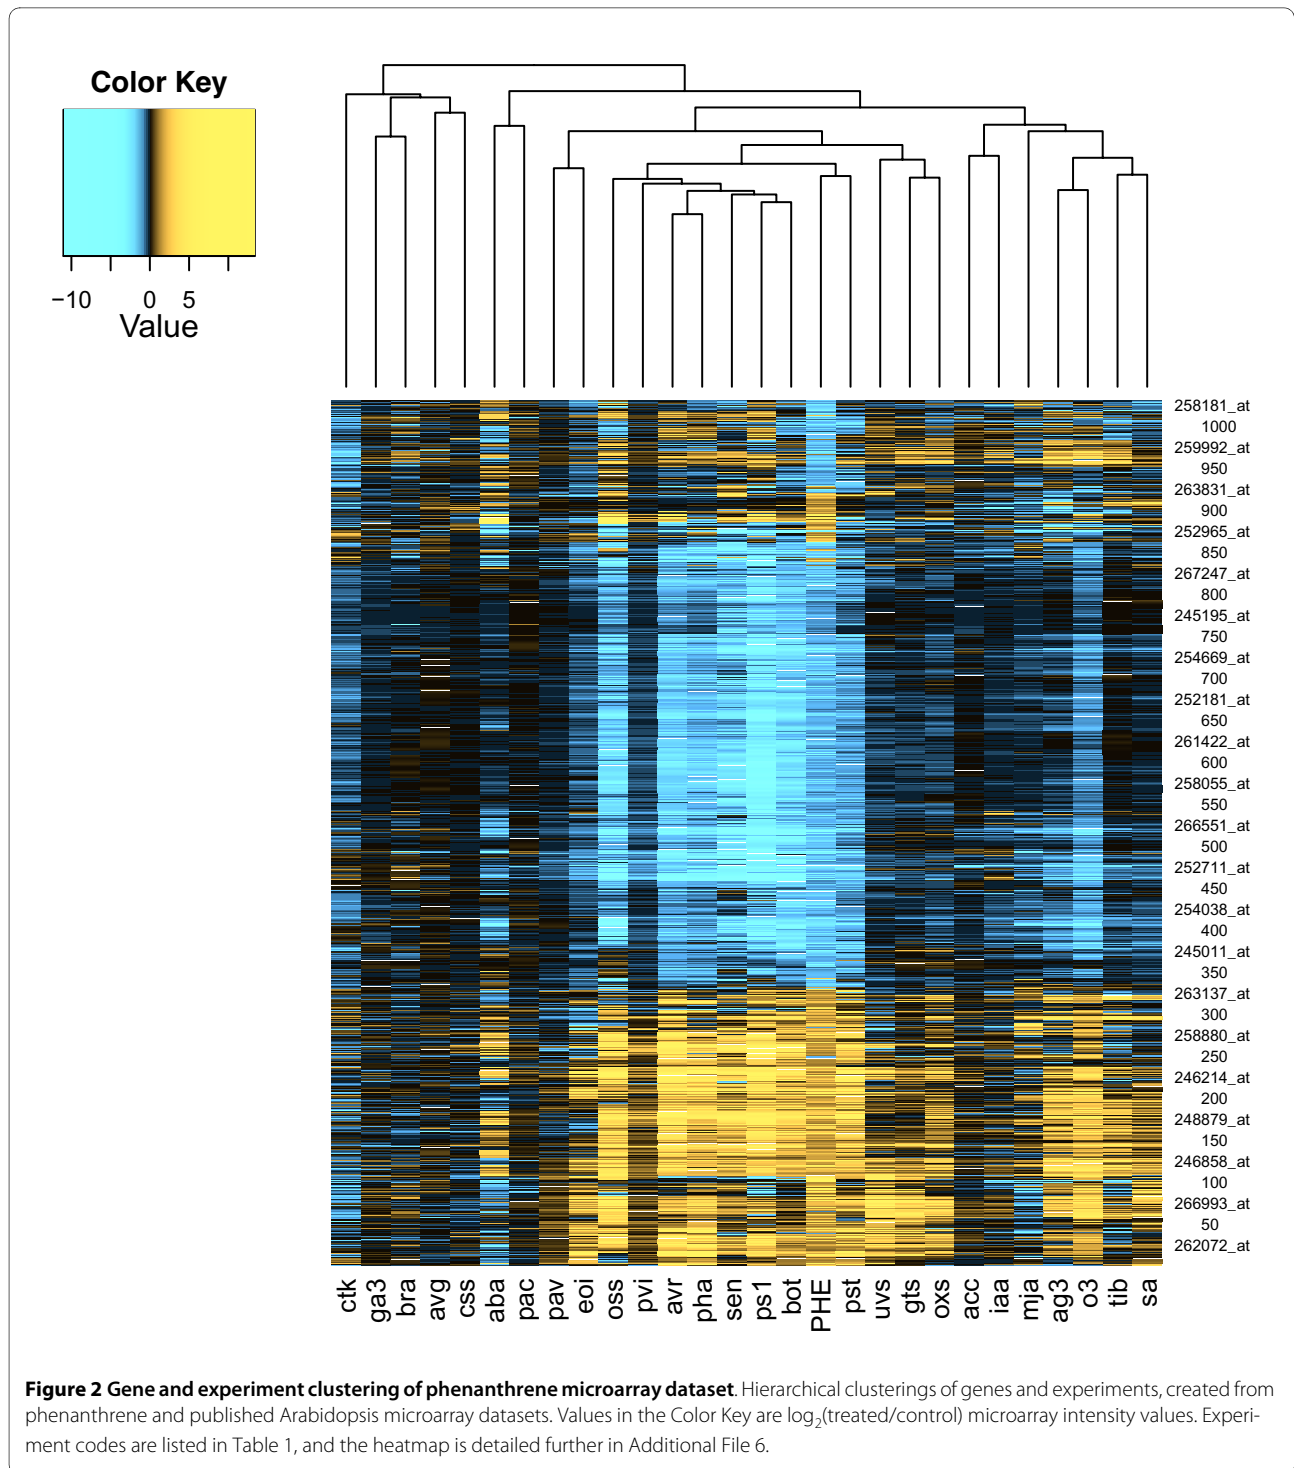 Color Key
−10 0 5
Value
258181_at
1000
259992_at
950
263831_at
900
252965_at
850
267247_at
800
245195_at
750
254669_at
700
252181_at
650
261422_at
600
258055_at
550
266551_at
500
252711_at
450
254038_at
400
245011_at
350
263137_at
300
258880_at
250
246214_at
200
248879_at
150
246858_at
100
266993_at
50
262072_at
ctk ga3 bra avg css aba pac pav eoi oss pvi avr pha sen ps1 bot PHE pst uvs gts oxs acc iaa mja ag3 o3 tib sa
Figure 2 Gene and experiment clustering of phenanthrene microarray dataset. Hierarchical clusterings of genes and experiments, created from
phenanthrene and published Arabidopsis microarray datasets. Values in the Color Key are log2(treated/control) microarray intensity values. Experi-
ment codes are listed in Table 1, and the heatmap is detailed further in Additional File 6.